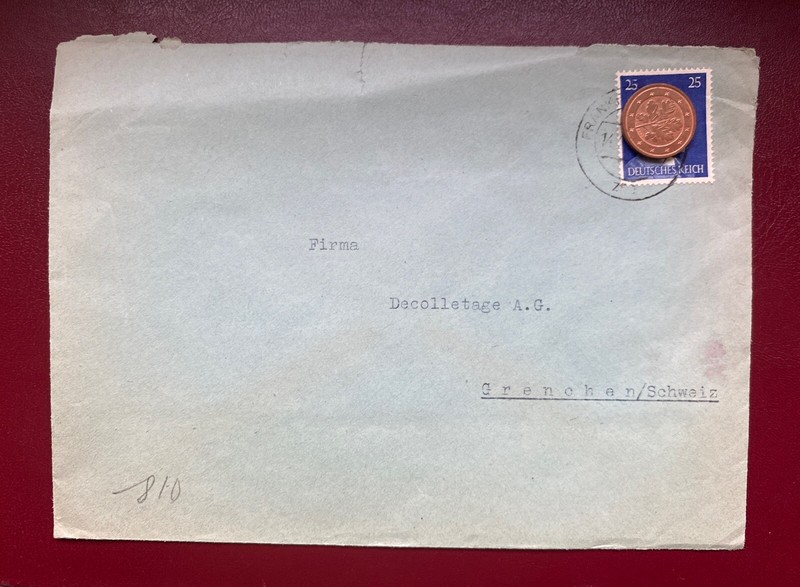 25 25
DEUTSCHES REICH
Firma
Decolletage A.G.
Grenchen/Schweiz
810